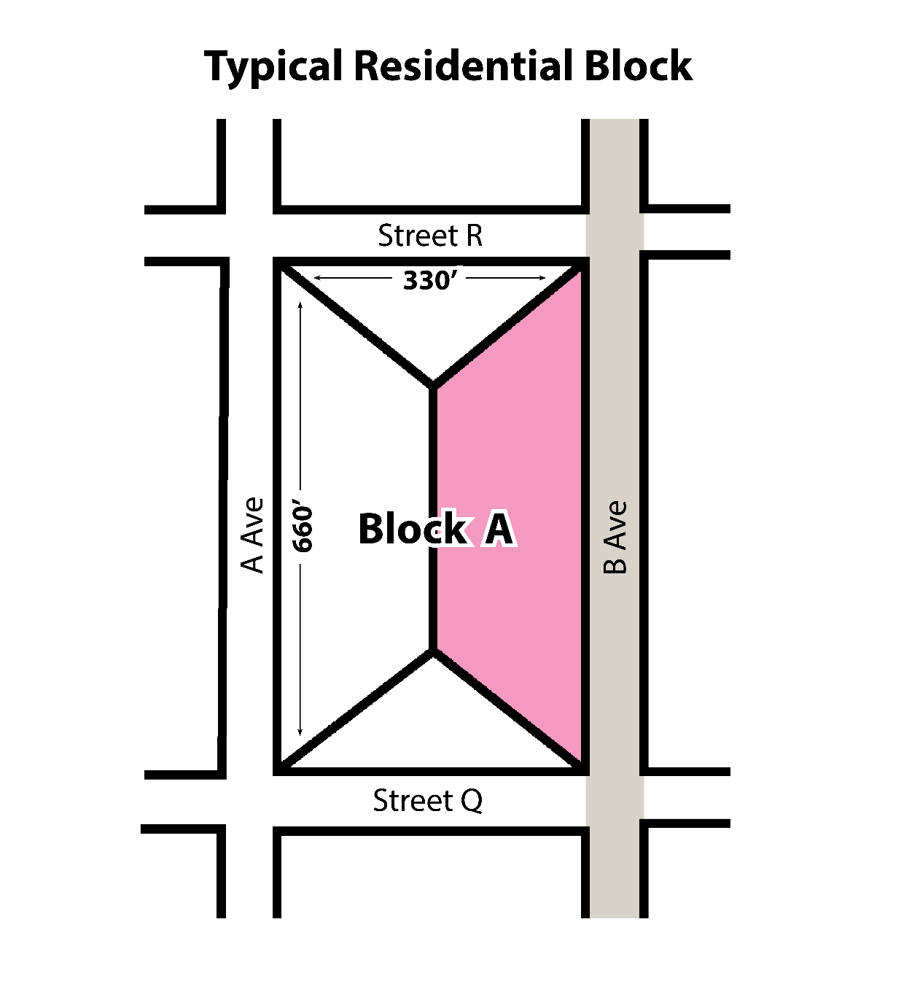 Typical Residential Block
Street R
330’
660’
A Ave
Block A
B Ave
Street Q